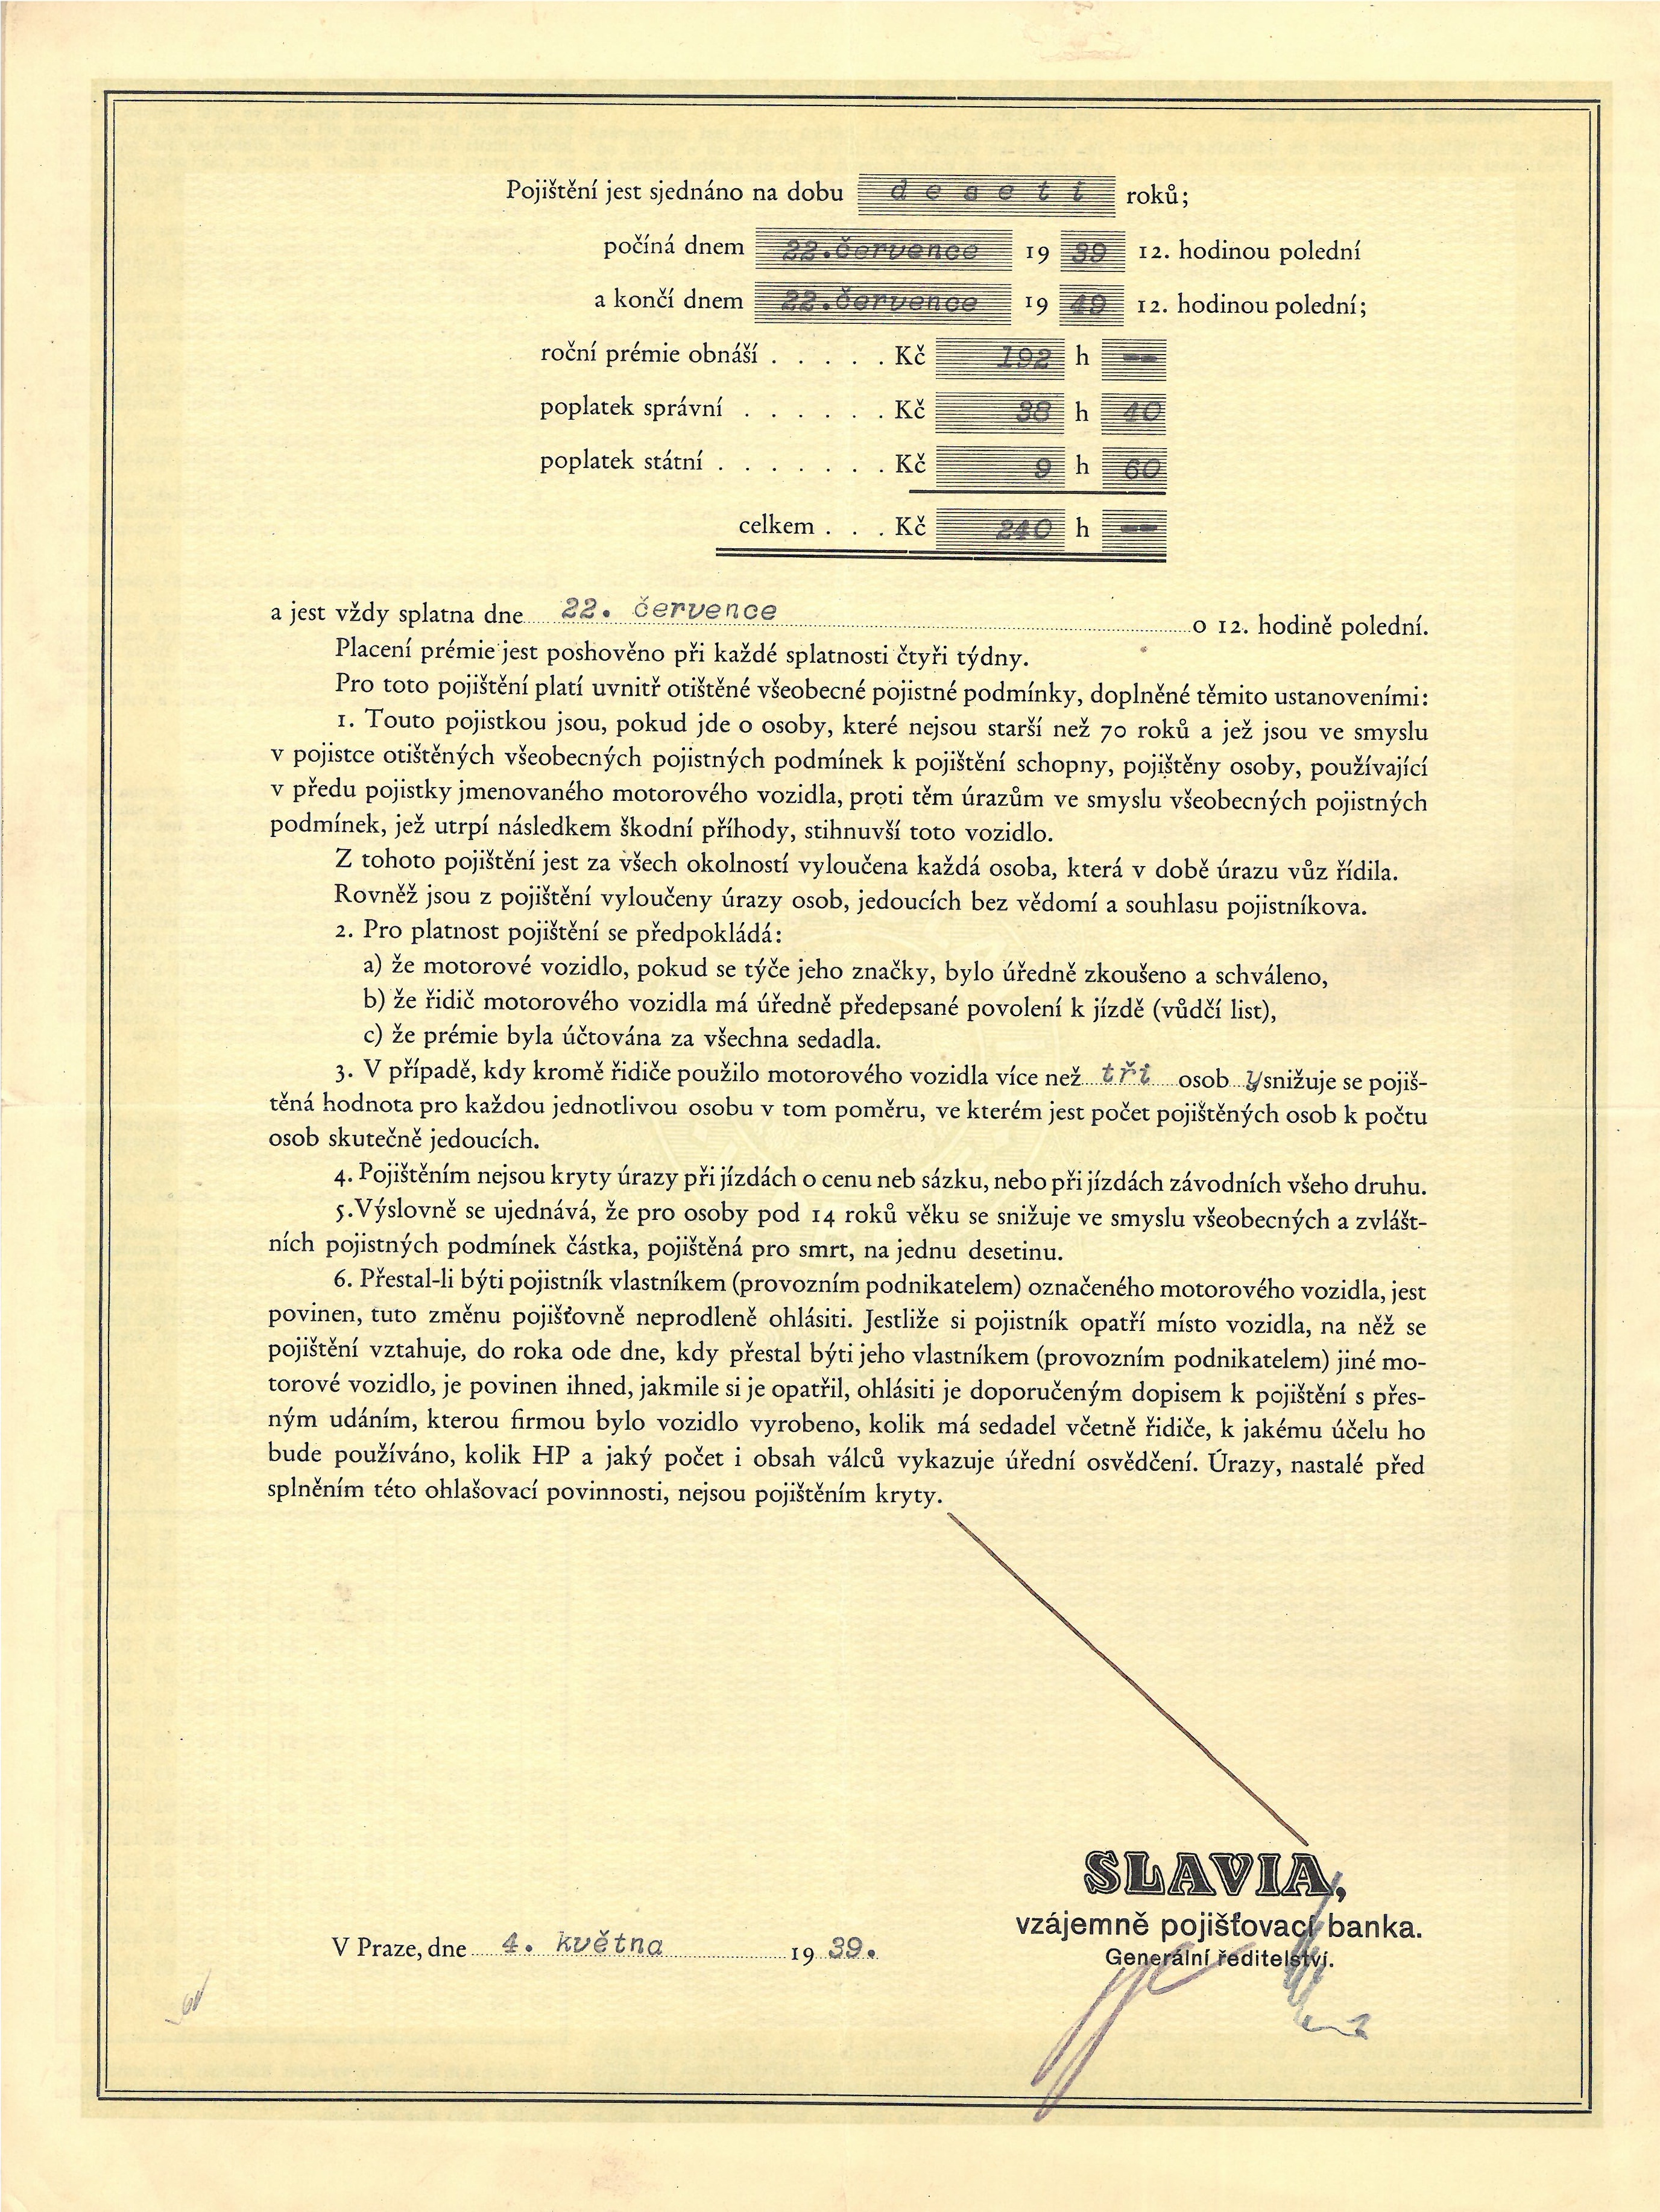 Pojištění jest sjednáno na dobu deseti roků;
počíná dnem 22.července 19 39 12. hodinou polední
a končí dnem 22.července 19 49 12. hodinou polední;
roční prémie obnáší . . . . . Kč 192 h —
poplatek správní . . . . . . Kč 38 h 40
poplatek státní . . . . . . . Kč 9 h 60
celkem . . . Kč 240 h —
a jest vždy splatna dne 22. července o 12. hodině polední.
Placení prémie jest poshověno při každé splatnosti čtyři týdny.
Pro toto pojištění platí uvnitř otištěné všeobecné pojistné podmínky, doplněné těmito ustanoveními:
1. Touto pojistkou jsou, pokud jde o osoby, které nejsou starší než 70 roků a jež jsou ve smyslu
v pojistce otištěných všeobecných pojistných podmínek k pojištění schopny, pojištěny osoby, používající
v předu pojistky jmenovaného motorového vozidla, proti těm úrazům ve smyslu všeobecných pojistných
podmínek, jež utrpí následkem škodní příhody, stihnuvší toto vozidlo.
Z tohoto pojištění jest za všech okolností vyloučena každá osoba, která v době úrazu vůz řídila.
Rovněž jsou z pojištění vyloučeny úrazy osob, jedoucích bez vědomí a souhlasu pojistníkova.
2. Pro platnost pojištění se předpokládá:
a) že motorové vozidlo, pokud se týče jeho značky, bylo úředně zkoušeno a schváleno,
b) že řidič motorového vozidla má úředně předepsané povolení k jízdě (vůdčí list),
c) že prémie byla účtována za všechna sedadla.
3. V případě, kdy kromě řidiče použilo motorového vozidla více než tři osob y snižuje se pojiš-
těná hodnota pro každou jednotlivou osobu v tom poměru, ve kterém jest počet pojištěných osob k počtu
osob skutečně jedoucích.
4. Pojištěním nejsou kryty úrazy při jízdách o cenu neb sázku, nebo při jízdách závodních všeho druhu.
5. Výslovně se ujednává, že pro osoby pod 14 roků věku se snižuje ve smyslu všeobecných a zvlášt-
ních pojistných podmínek částka, pojištěná pro smrt, na jednu desetinu.
6. Přestal-li býti pojistník vlastníkem (provozním podnikatelem) označeného motorového vozidla, jest
povinen, tuto změnu pojišťovně neprodleně ohlásiti. Jestliže si pojistník opatří místo vozidla, na něž se
pojištění vztahuje, do roka ode dne, kdy přestal býti jeho vlastníkem (provozním podnikatelem) jiné mo-
torové vozidlo, je povinen ihned, jakmile si je opatřil, ohlásiti je doporučeným dopisem k pojištění s přes-
ným udáním, kterou firmou bylo vozidlo vyrobeno, kolik má sedadel včetně řidiče, k jakému účelu ho
bude používáno, kolik HP a jaký počet i obsah válců vykazuje úřední osvědčení. Úrazy, nastalé před
splněním této ohlašovací povinnosti, nejsou pojištěním kryty.
SLAVIA,
vzájemně pojišťovací banka.
Generální ředitelství.
V Praze, dne 4. května 19 39.